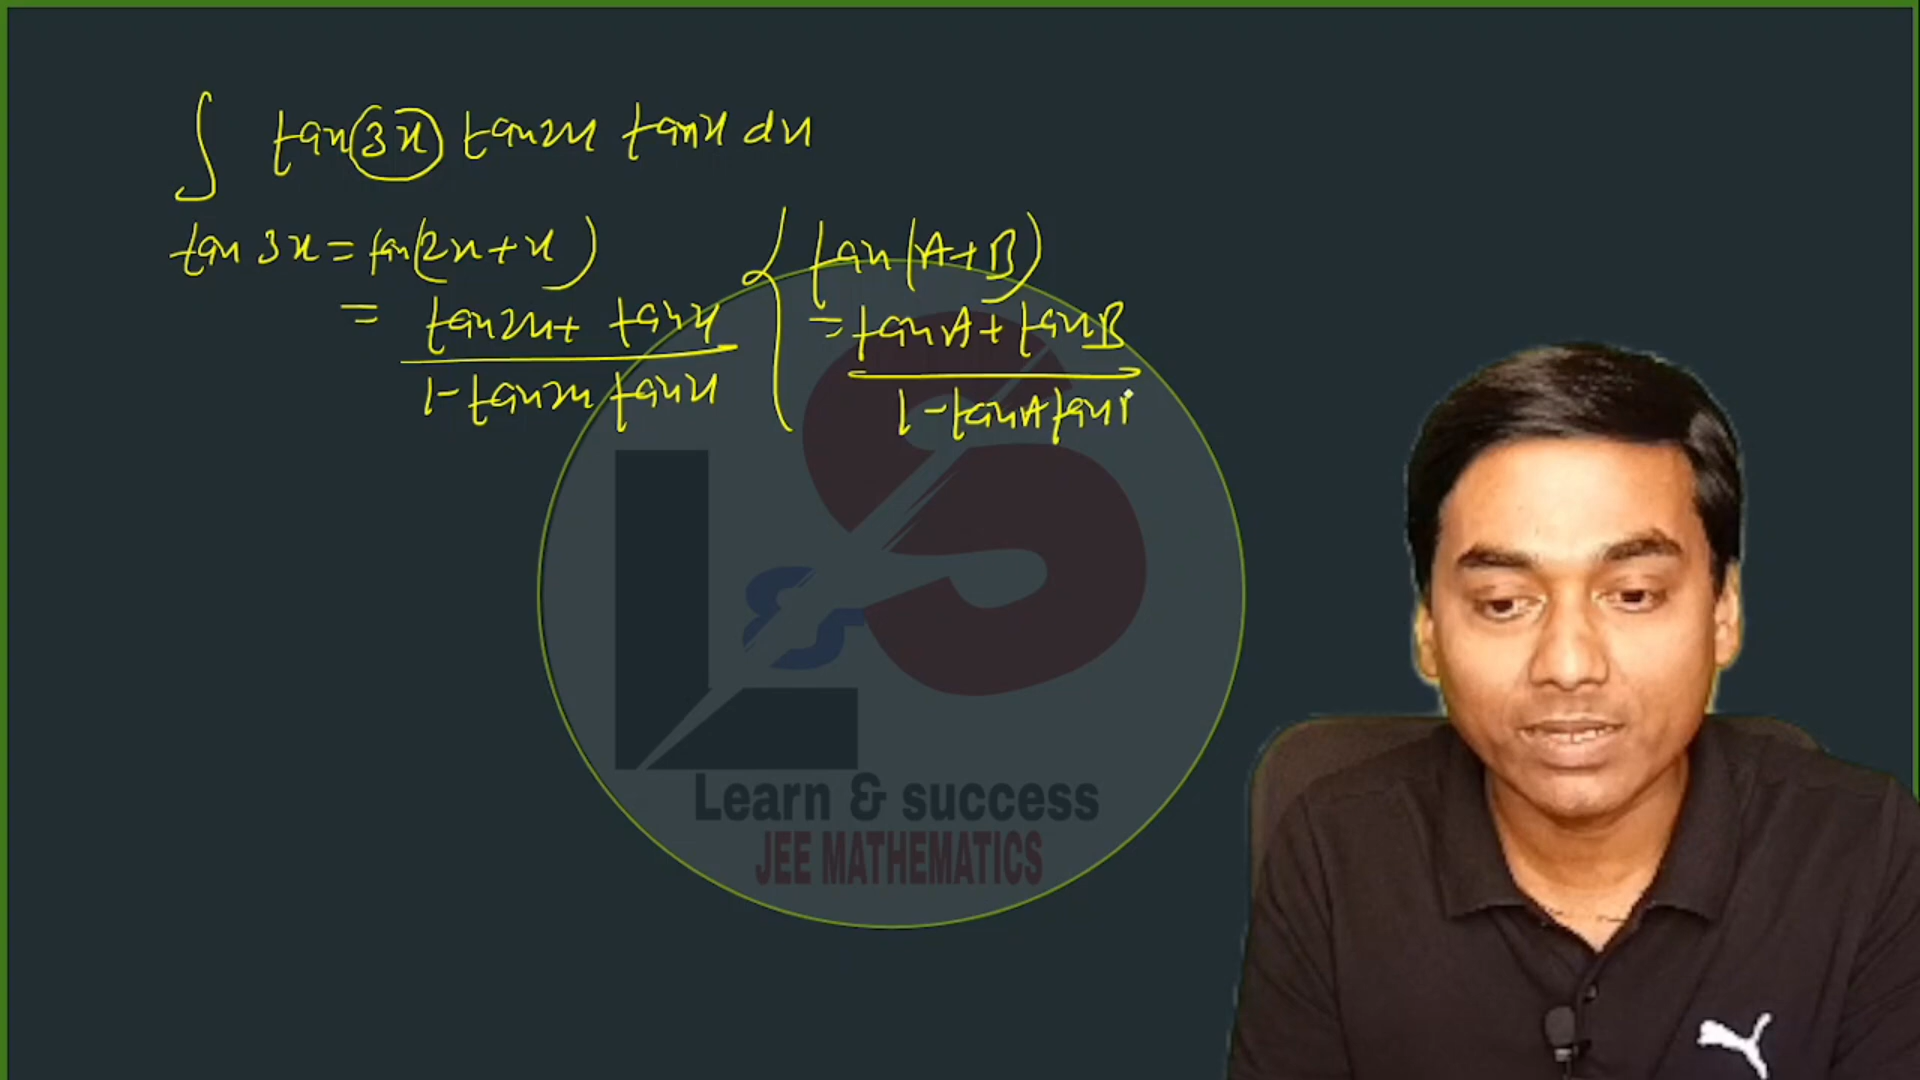 ∫ tan(3x) tan2x tanx dx
tan 3x = tan(2x + x)
= tan2x + tanx
1 - tan2x tanx
{ tan(A+B)
= tanA + tanB
1 - tanA tan
Learn & success
JEE MATHEMATICS